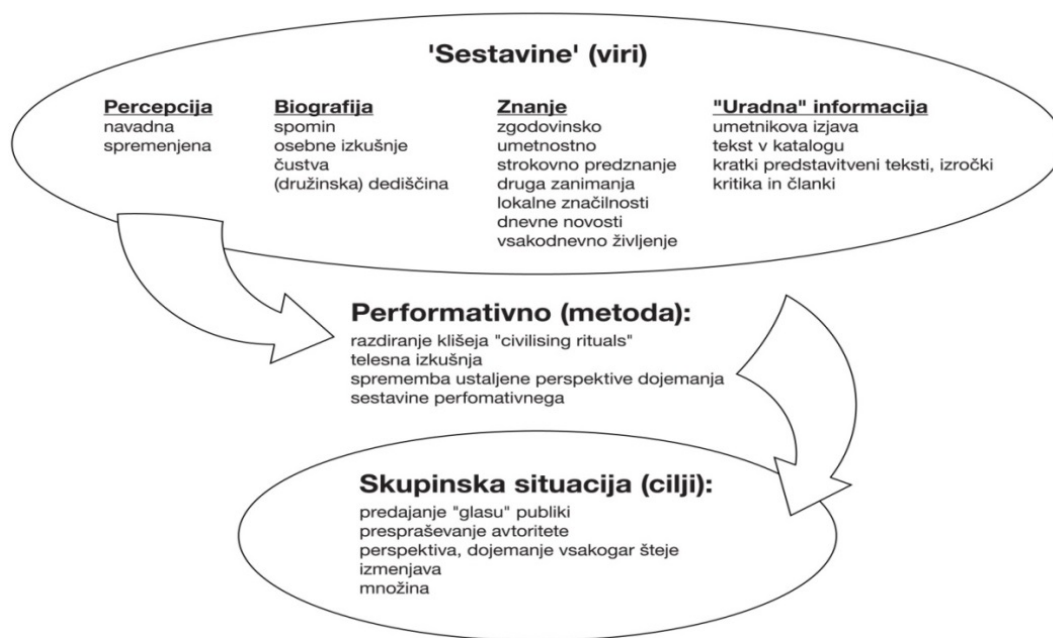 'Sestavine' (viri)
Percepcija
navadna
spremenjena
Biografija
spomin
osebne izkušnje
čustva
(družinska) dediščina
Znanje
zgodovinsko
umetnostno
strokovno predznanje
druga zanimanja
lokalne značilnosti
dnevne novosti
vsakodnevno življenje
"Uradna" informacija
umetnikova izjava
tekst v katalogu
kratki predstavitveni teksti, izročki
kritika in članki
Performativno (metoda):
razdiranje klišeja "civilising rituals"
telesna izkušnja
sprememba ustaljene perspektive dojemanja
sestavine perfomativnega
Skupinska situacija (cilji):
predajanje "glasu" publiki
presprašëvanje avtoritete
perspektiva, dojemanje vsakogar šteje
izmenjava
množina